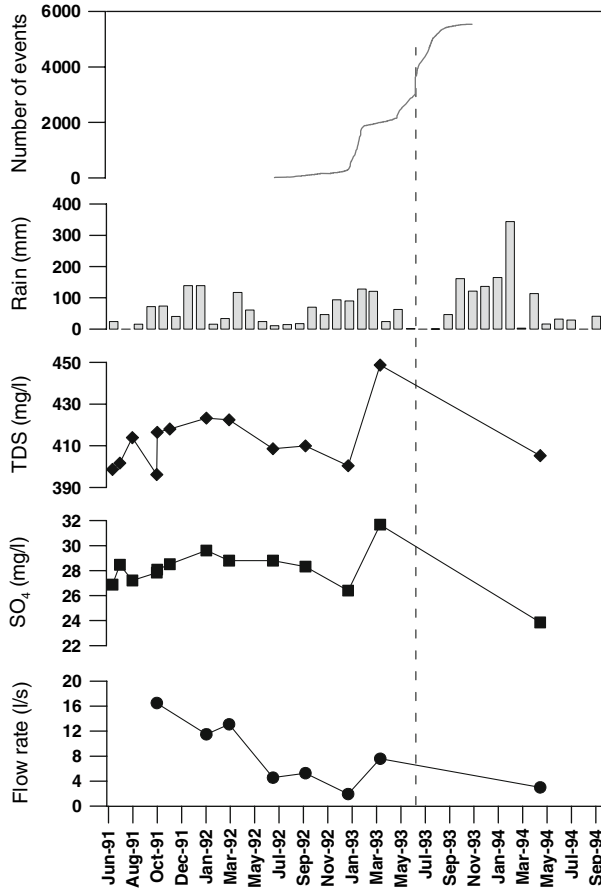 Number of events
6000
4000
2000
0
Rain (mm)
400
300
200
100
0
TDS (mg/l)
450
430
410
390
SO₄ (mg/l)
32
30
28
26
24
22
Flow rate (l/s)
20
16
12
8
4
0
Jun-91
Aug-91
Oct-91
Dec-91
Jan-92
Mar-92
May-92
Jul-92
Sep-92
Nov-92
Dec-93
Mar-93
May-93
Jul-93
Sep-93
Nov-93
Jan-94
Mar-94
May-94
Jul-94
Sep-94